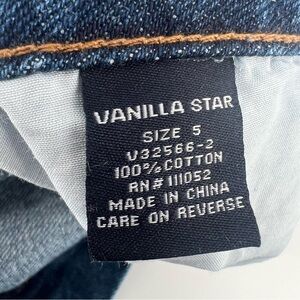 VANILLA STAR
SIZE 5
V32566-2
100% COTTON
RN# 111052
MADE IN CHINA
CARE ON REVERSE